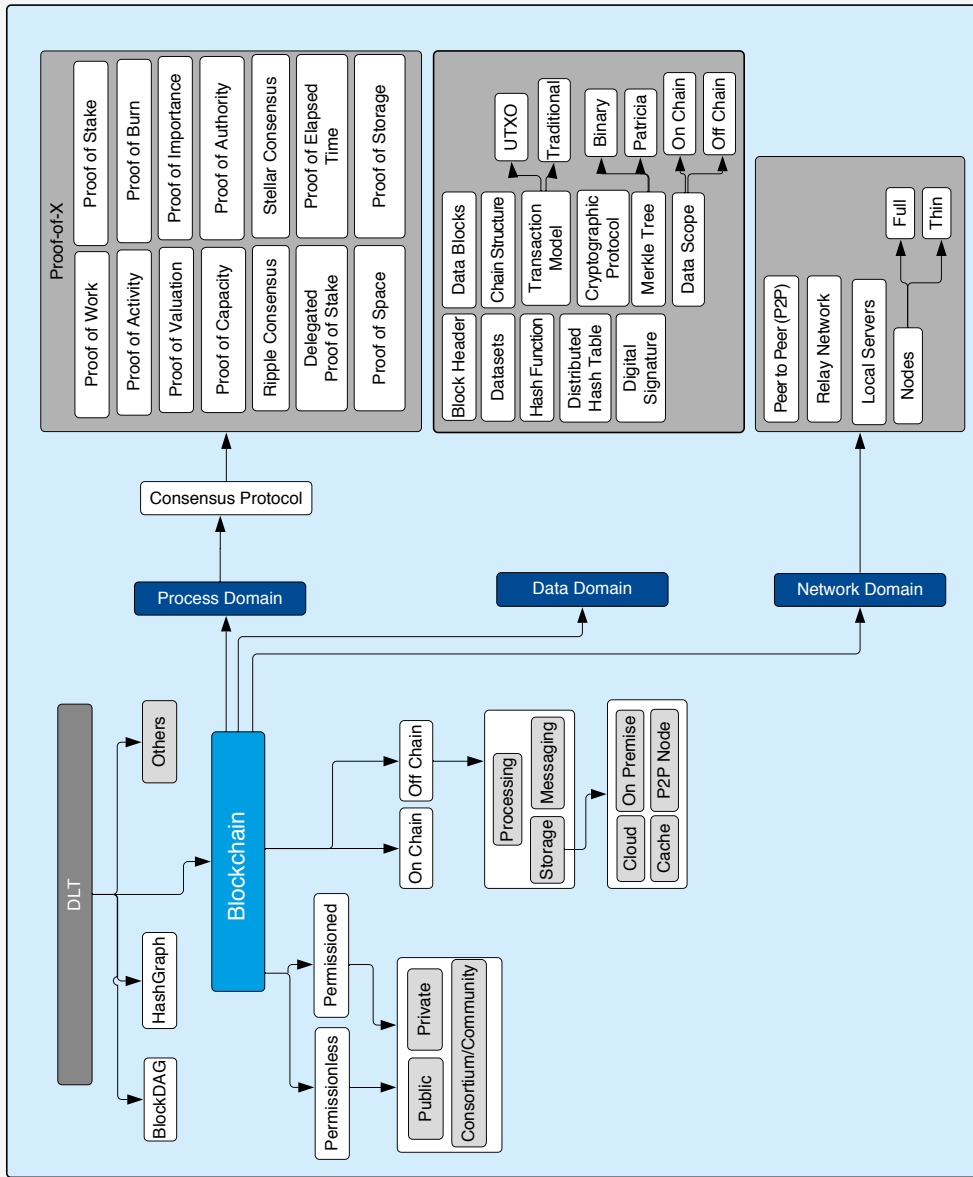 DLT
BlockDAG
HashGraph
Others
Blockchain
Permissionless
Permissioned
Public
Private
Consortium/Community
On Chain
Off Chain
Processing
Storage
Messaging
Cloud
On Premise
Cache
P2P Node
Process Domain
Data Domain
Network Domain
Consensus Protocol
Proof-of-X
Proof of Work
Proof of Stake
Proof of Activity
Proof of Burn
Proof of Valuation
Proof of Importance
Proof of Capacity
Proof of Authority
Ripple Consensus
Stellar Consensus
Delegated
Proof of Stake
Proof of Elapsed
Time
Proof of Space
Proof of Storage
Block Header
Data Blocks
Datasets
Chain Structure
Hash Function
Transaction
Model
UTXO
Traditional
Distributed
Hash Table
Cryptographic
Protocol
Digital
Signature
Merkle Tree
Binary
Patricia
Data Scope
On Chain
Off Chain
Peer to Peer (P2P)
Relay Network
Local Servers
Nodes
Full
Thin